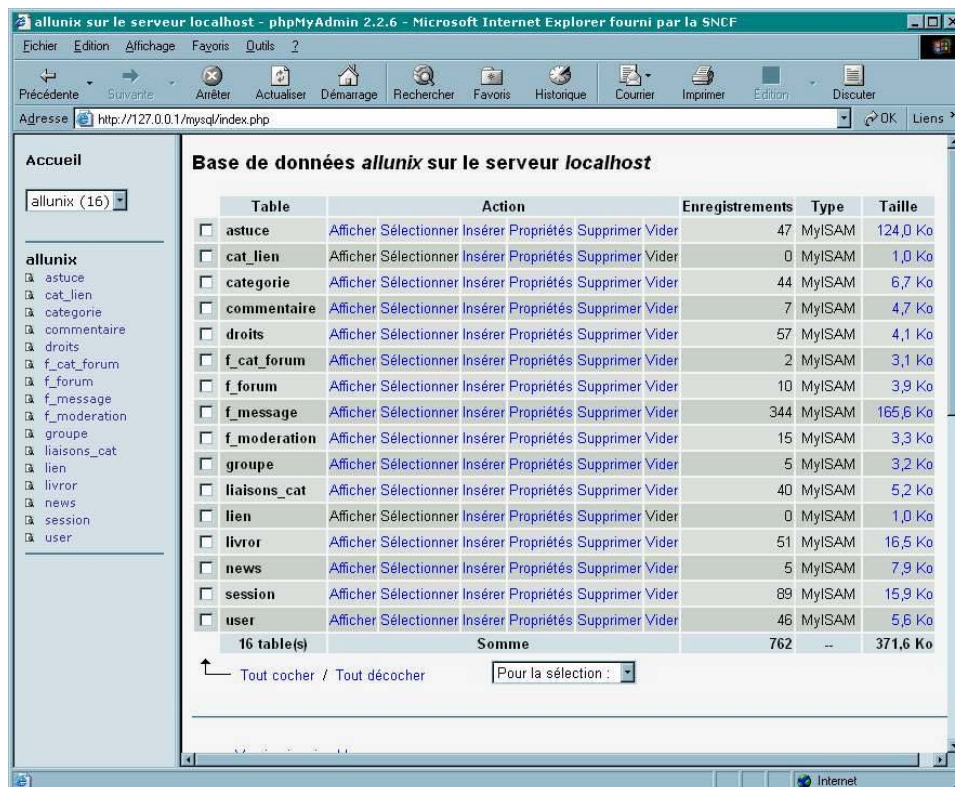 allunix sur le serveur localhost - phpMyAdmin 2.2.6 - Microsoft Internet Explorer fourni par la SNCF
Fichier Edition Affichage Favoris Outils ?
Précédente Suivante Arrêter Actualiser Démarrage Rechercher Favoris Historique Courrier Imprimer Edition Discuter
Adresse http://127.0.0.1/mysql/index.php OK Liens »
Accueil
allunix (16)
allunix
astuce
cat_lien
categorie
commentaire
droits
f_cat_forum
f_forum
f_message
f_moderation
groupe
liaisons_cat
lien
livror
news
session
user
Base de données allunix sur le serveur localhost
Table Action Enregistrements Type Taille
astuce Afficher Sélectionner Insérer Propriétés Supprimer Vider 47 MyISAM 124,0 Ko
cat_lien Afficher Sélectionner Insérer Propriétés Supprimer Vider 0 MyISAM 1,0 Ko
categorie Afficher Sélectionner Insérer Propriétés Supprimer Vider 44 MyISAM 6,7 Ko
commentaire Afficher Sélectionner Insérer Propriétés Supprimer Vider 7 MyISAM 4,7 Ko
droits Afficher Sélectionner Insérer Propriétés Supprimer Vider 57 MyISAM 4,1 Ko
f_cat_forum Afficher Sélectionner Insérer Propriétés Supprimer Vider 2 MyISAM 3,1 Ko
f_forum Afficher Sélectionner Insérer Propriétés Supprimer Vider 10 MyISAM 3,9 Ko
f_message Afficher Sélectionner Insérer Propriétés Supprimer Vider 344 MyISAM 165,6 Ko
f_moderation Afficher Sélectionner Insérer Propriétés Supprimer Vider 15 MyISAM 3,3 Ko
groupe Afficher Sélectionner Insérer Propriétés Supprimer Vider 5 MyISAM 3,2 Ko
liaisons_cat Afficher Sélectionner Insérer Propriétés Supprimer Vider 40 MyISAM 5,2 Ko
lien Afficher Sélectionner Insérer Propriétés Supprimer Vider 0 MyISAM 1,0 Ko
livror Afficher Sélectionner Insérer Propriétés Supprimer Vider 51 MyISAM 16,5 Ko
news Afficher Sélectionner Insérer Propriétés Supprimer Vider 5 MyISAM 7,9 Ko
session Afficher Sélectionner Insérer Propriétés Supprimer Vider 89 MyISAM 15,9 Ko
user Afficher Sélectionner Insérer Propriétés Supprimer Vider 46 MyISAM 5,6 Ko
16 table(s) Somme 762 -- 371,6 Ko
Tout cocher / Tout décocher Pour la sélection :
Internet